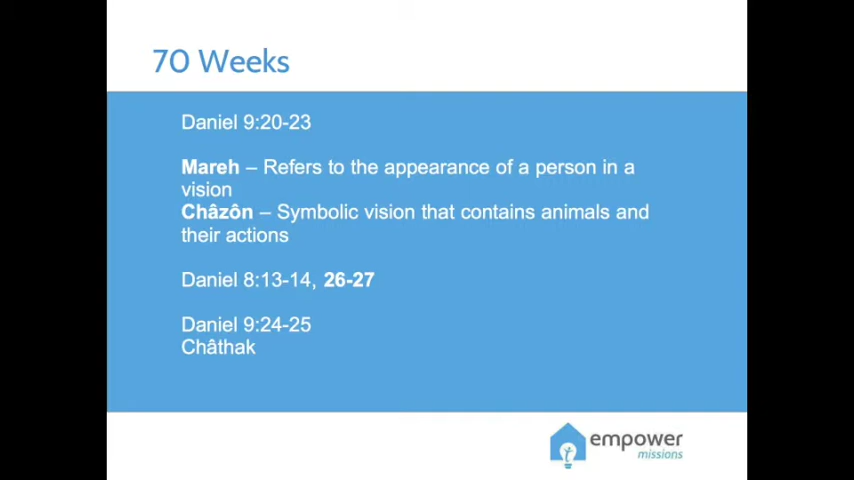 70 Weeks
Daniel 9:20-23
Mareh – Refers to the appearance of a person in a
vision
Châzôn – Symbolic vision that contains animals and
their actions
Daniel 8:13-14, 26-27
Daniel 9:24-25
Châthak
empower
missions